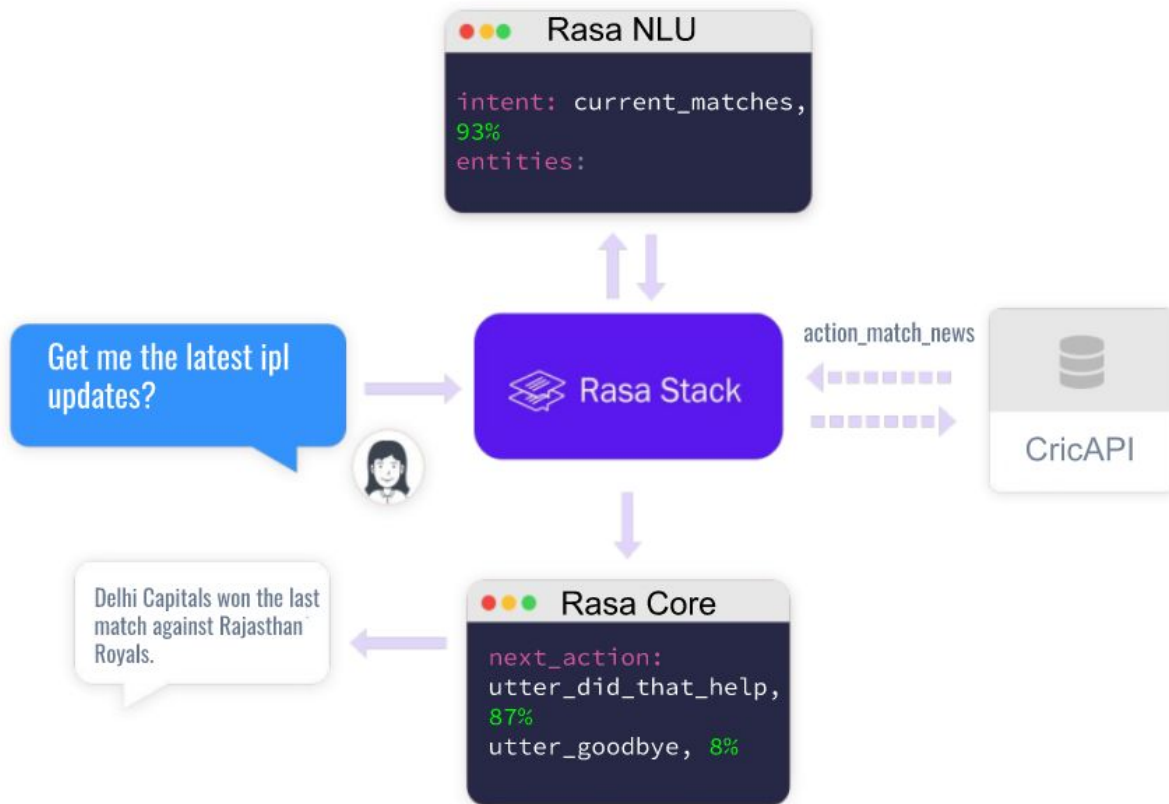 Rasa NLU
intent: current_matches,
93%
entities:
Get me the latest ipl
updates?
Rasa Stack
action_match_news
CricAPI
Delhi Capitals won the last
match against Rajasthan
Royals.
Rasa Core
next_action:
utter_did_that_help,
87%
utter_goodbye, 8%